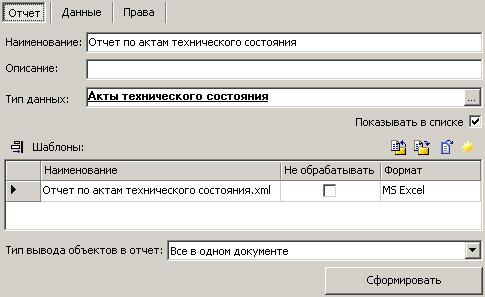 Отчет Данные Права
Наименование: Отчет по актам технического состояния
Описание:
Тип данных: Акты технического состояния ...
Показывать в списке
Шаблоны:
Наименование Не обрабатывать Формат
Отчет по актам технического состояния.xml MS Excel
Тип вывода объектов в отчет: Все в одном документе
Сформировать